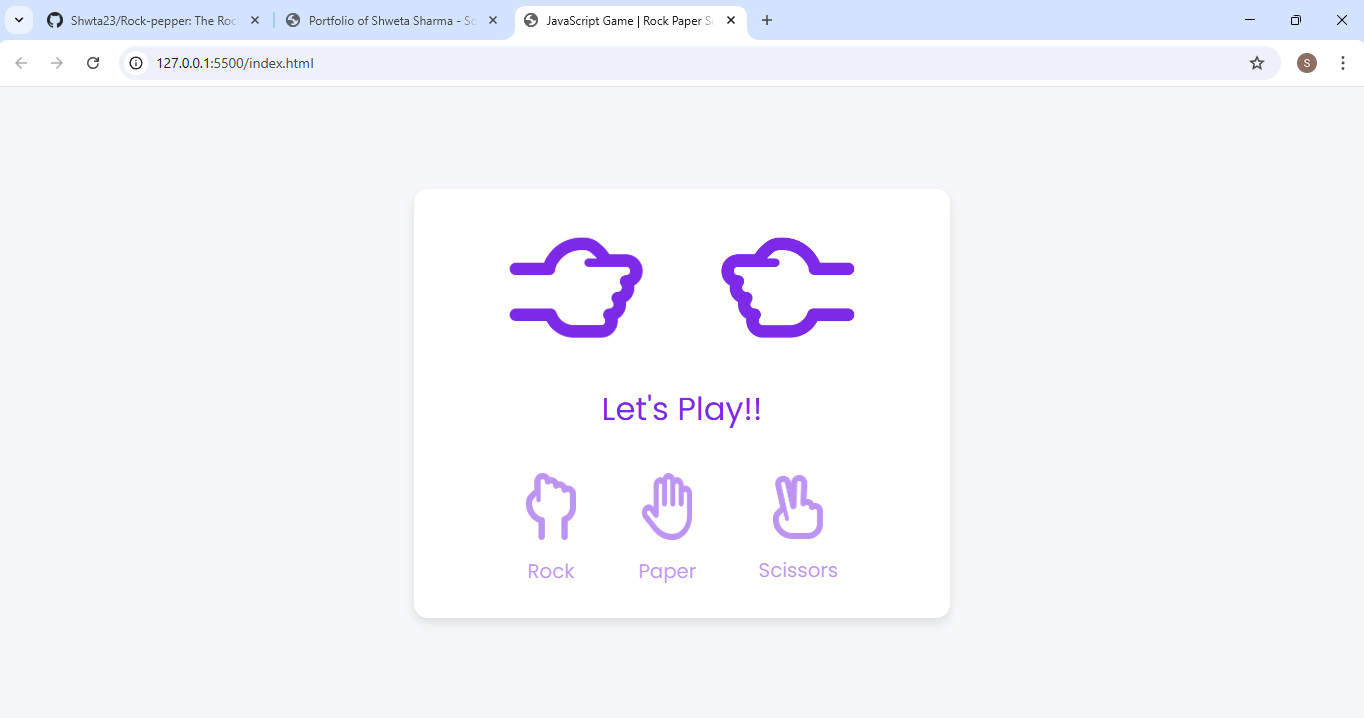 Shwta23/Rock-pepper: The Roc
Portfolio of Shweta Sharma - Sc
JavaScript Game | Rock Paper S
127.0.0.1:5500/index.html
S
Let's Play!!
Rock Paper Scissors